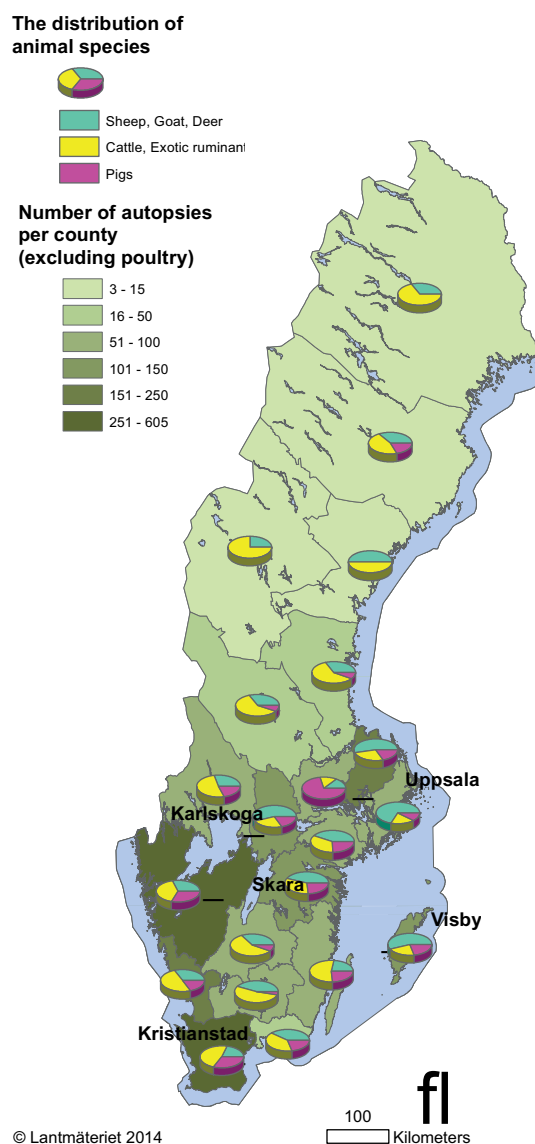 The distribution of
animal species
Sheep, Goat, Deer
Cattle, Exotic ruminant
Pigs
Number of autopsies
per county
(excluding poultry)
3 - 15
16 - 50
51 - 100
101 - 150
151 - 250
251 - 605
Uppsala
Karlskoga
Skara
Visby
Kristianstad
fl
100
Kilometers
© Lantmäteriet 2014